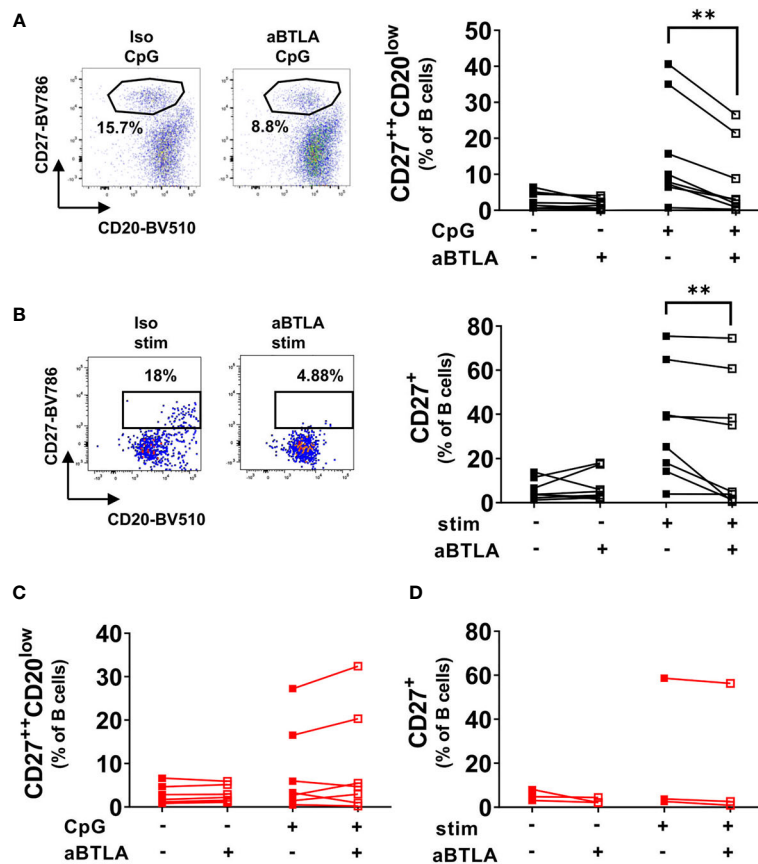 A
Iso
CpG
aBTLA
CpG
CD27-BV786
15.7%
8.8%
CD20-BV510
CD27++CD20low
(% of B cells)
50
40
30
20
10
0
**
CpG - - + +
aBTLA - + - +
B
Iso
stim
aBTLA
stim
CD27-BV786
18%
4.88%
CD20-BV510
CD27+
(% of B cells)
80
60
40
20
0
**
stim - - + +
aBTLA - + - +
C
CD27++CD20low
(% of B cells)
40
30
20
10
0
CpG - - + +
aBTLA - + - +
D
CD27+
(% of B cells)
80
60
40
20
0
stim - - + +
aBTLA - + - +